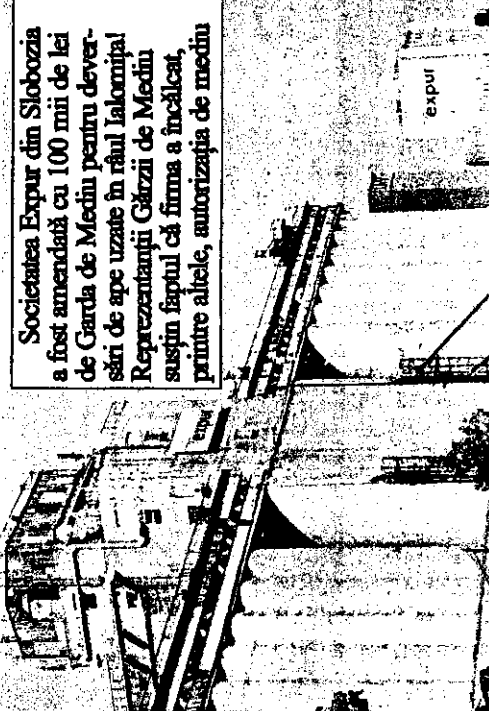 Societatea Expur din Slobozia
a fost amendată cu 100 mii de lei
de Garda de Mediu pentru dever-
sări de ape uzate în râul Ialomița!
Reprezentanții Gărzii de Mediu
susțin faptul că firma a încălcat,
printre altele, autorizația de mediu
expur
expur